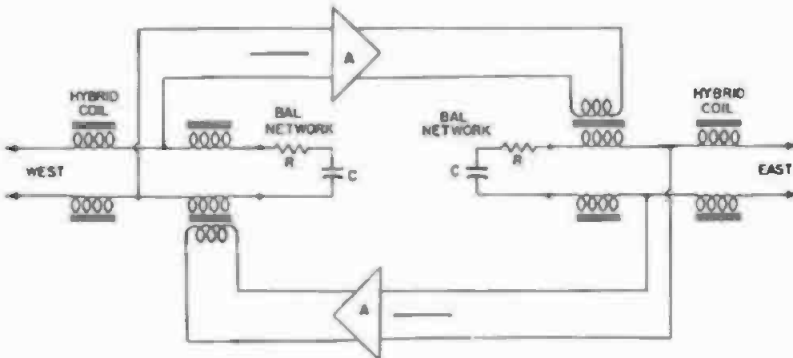 A
HYBRID
COIL
BAL
NETWORK
R
C
BAL
NETWORK
R
C
HYBRID
COIL
WEST
EAST
A